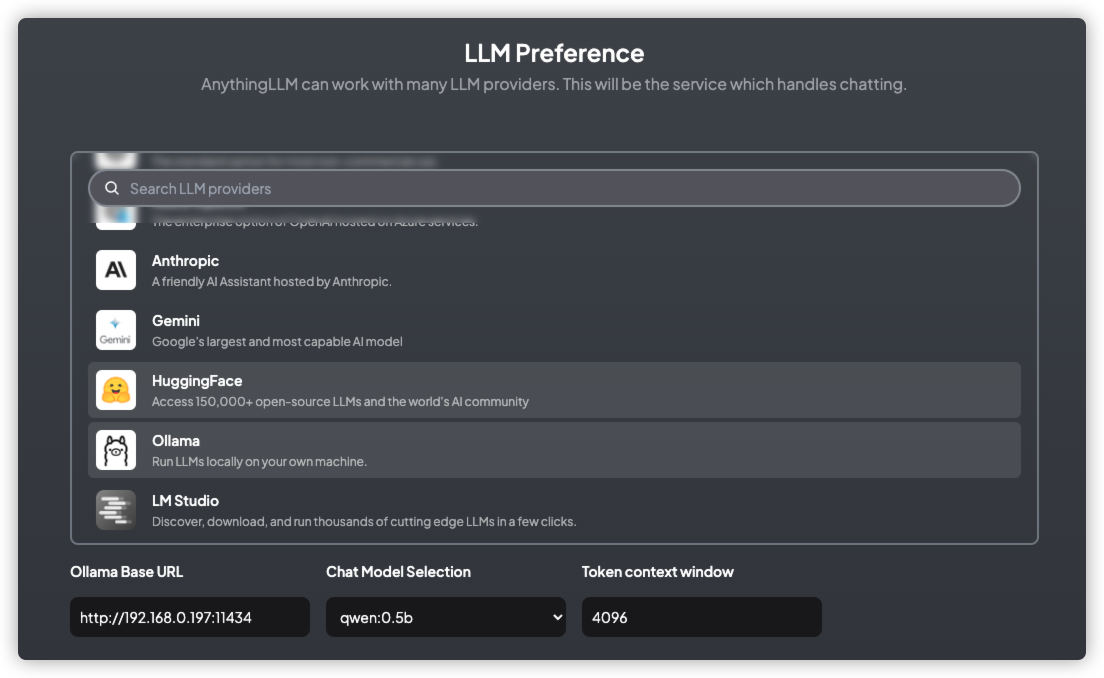 LLM Preference
AnythingLLM can work with many LLM providers. This will be the service which handles chatting.
Search LLM providers
The enterprise option of OpenAI hosted on Azure services.
Anthropic
A friendly AI Assistant hosted by Anthropic.
Gemini
Gemini
Google's largest and most capable AI model
HuggingFace
Access 150,000+ open-source LLMs and the world's AI community
Ollama
Run LLMs locally on your own machine.
LM Studio
Discover, download, and run thousands of cutting edge LLMs in a few clicks.
Ollama Base URL
Chat Model Selection
Token context window
http://192.168.0.197:11434
qwen:0.5b
4096